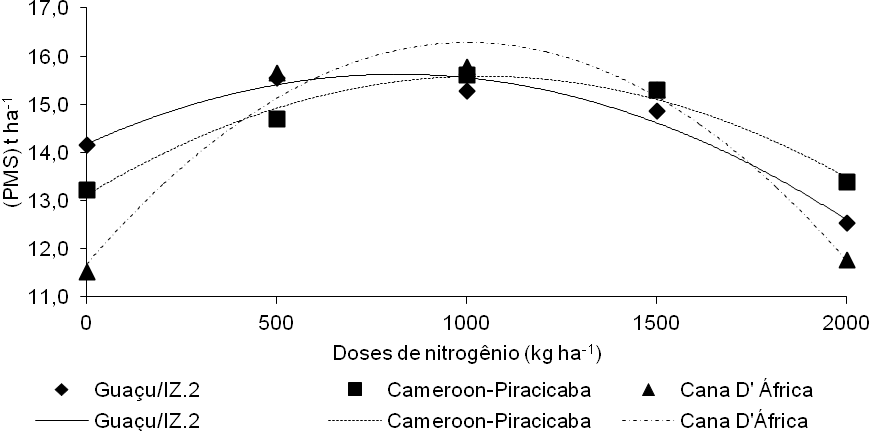 17,0
16,0
15,0
14,0
13,0
12,0
11,0
(PMS) t ha-1
0 500 1000 1500 2000
Doses de nitrogênio (kg ha-1)
Guaçu/IZ.2 Cameroon-Piracicaba Cana D' África
Guaçu/IZ.2 Cameroon-Piracicaba Cana D'África